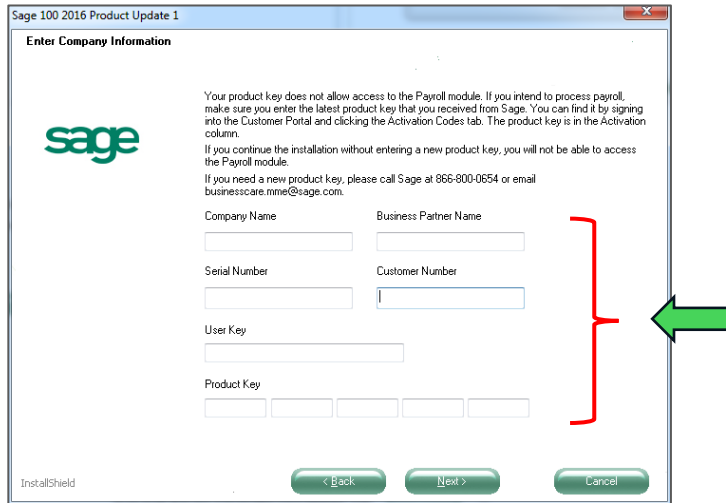 Sage 100 2016 Product Update 1
Enter Company Information
Your product key does not allow access to the Payroll module. If you intend to process payroll,
make sure you enter the latest product key that you received from Sage. You can find it by signing
into the Customer Portal and clicking the Activation Codes tab. The product key is in the Activation
column.
If you continue the installation without entering a new product key, you will not be able to access
the Payroll module.
If you need a new product key, please call Sage at 866-800-0654 or email
businesscare.mme@sage.com.
sage
Company Name
Business Partner Name
Serial Number
Customer Number
User Key
Product Key
InstallShield
< Back
Next >
Cancel